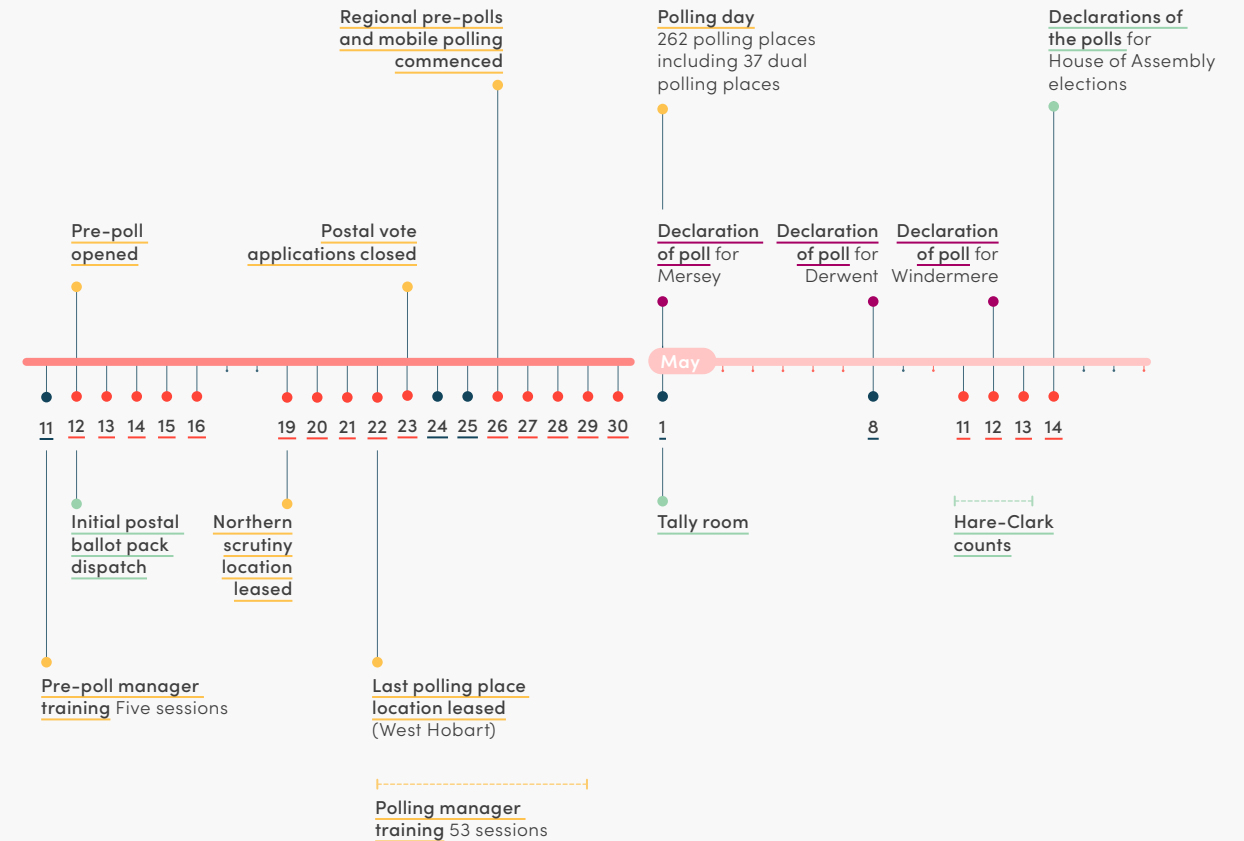 Regional pre-polls
and mobile polling
commenced
Polling day
262 polling places
including 37 dual
polling places
Declarations of
the polls for
House of Assembly
elections
Pre-poll
opened
Postal vote
applications closed
Declaration
of poll for
Mersey
Declaration
of poll for
Derwent
Declaration
of poll for
Windermere
May
11 12 13 14 15 16 19 20 21 22 23 24 25 26 27 28 29 30 1 8 11 12 13 14
Initial postal
ballot pack
dispatch
Northern
scrutiny
location
leased
Tally room
Hare-Clark
counts
Pre-poll manager
training Five sessions
Last polling place
location leased
(West Hobart)
Polling manager
training 53 sessions